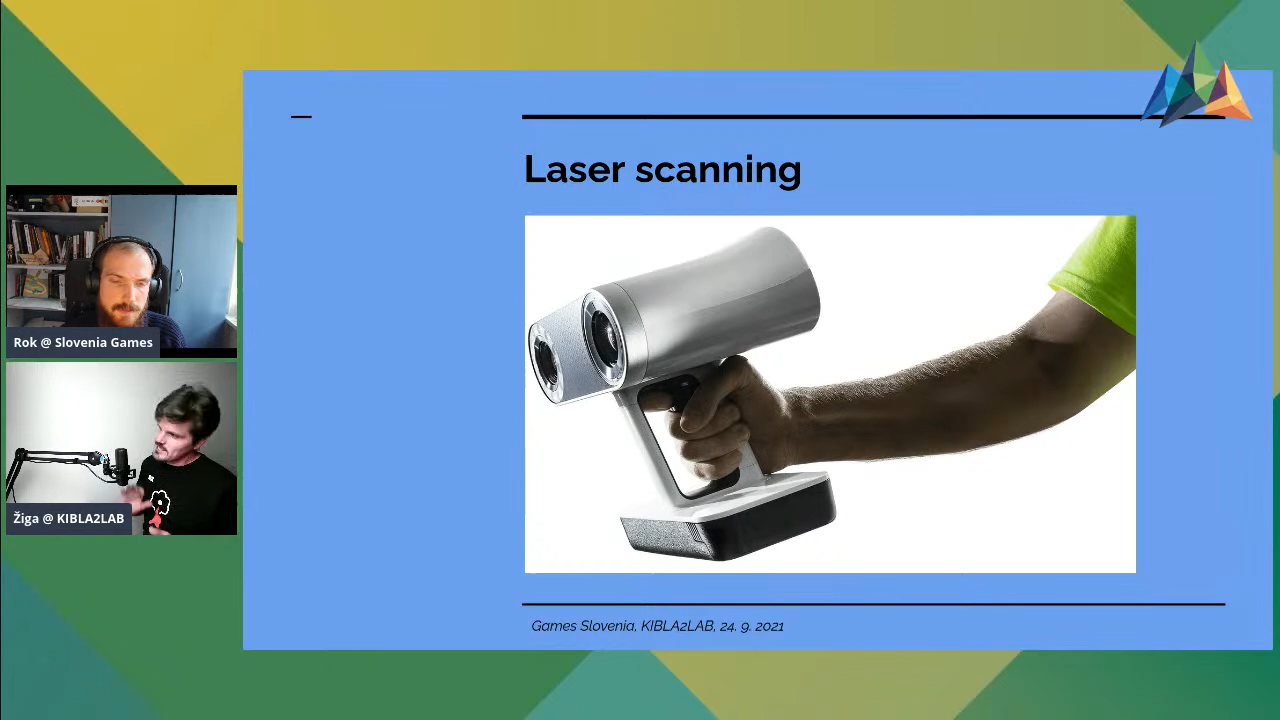 Laser scanning
Rok @ Slovenia Games
Žiga @ KIBLA2LAB
Games Slovenia, KIBLA2LAB, 24. 9. 2021